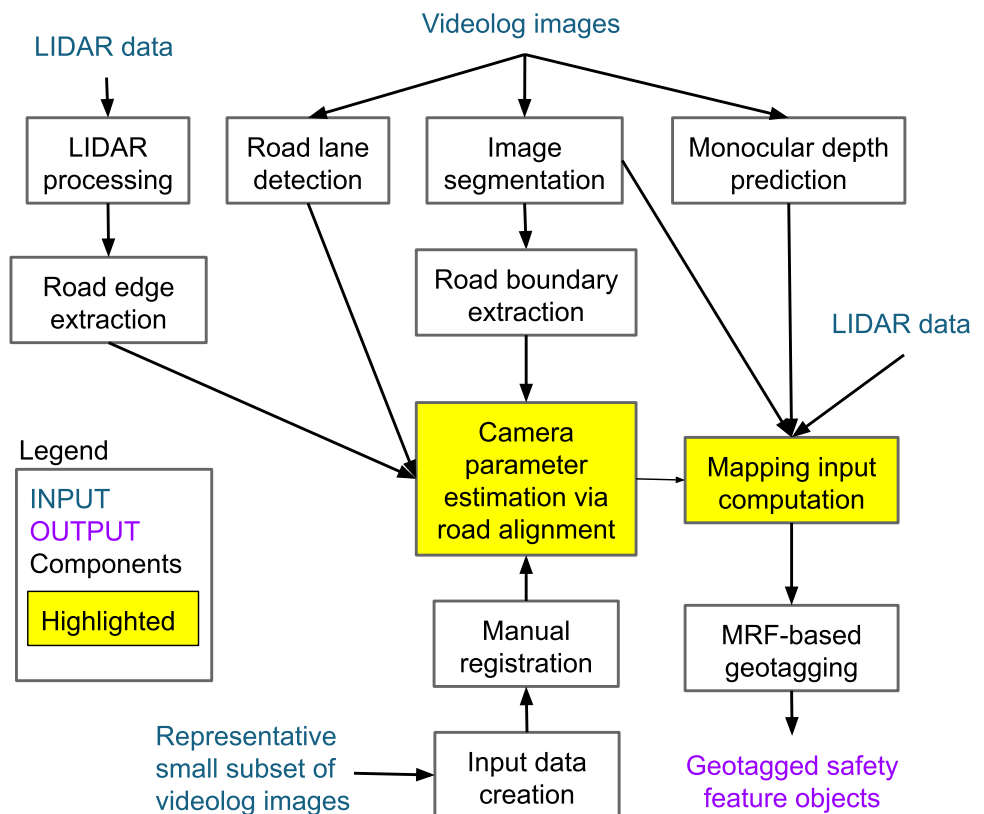 Videolog images
LIDAR data
LIDAR
processing
Road lane
detection
Image
segmentation
Monocular depth
prediction
Road edge
extraction
Road boundary
extraction
LIDAR data
Camera
parameter
estimation via
road alignment
Mapping input
computation
Legend
INPUT
OUTPUT
Components
Highlighted
Manual
registration
MRF-based
geotagging
Representative
small subset of
videolog images
Input data
creation
Geotagged safety
feature objects